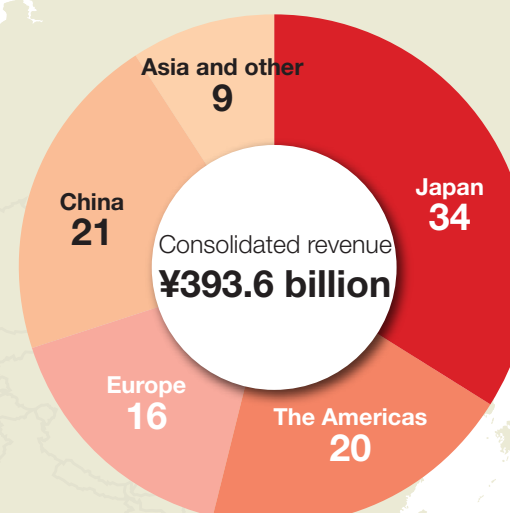 Asia and other
9
Japan
34
China
21
Consolidated revenue
¥393.6 billion
Europe
16
The Americas
20